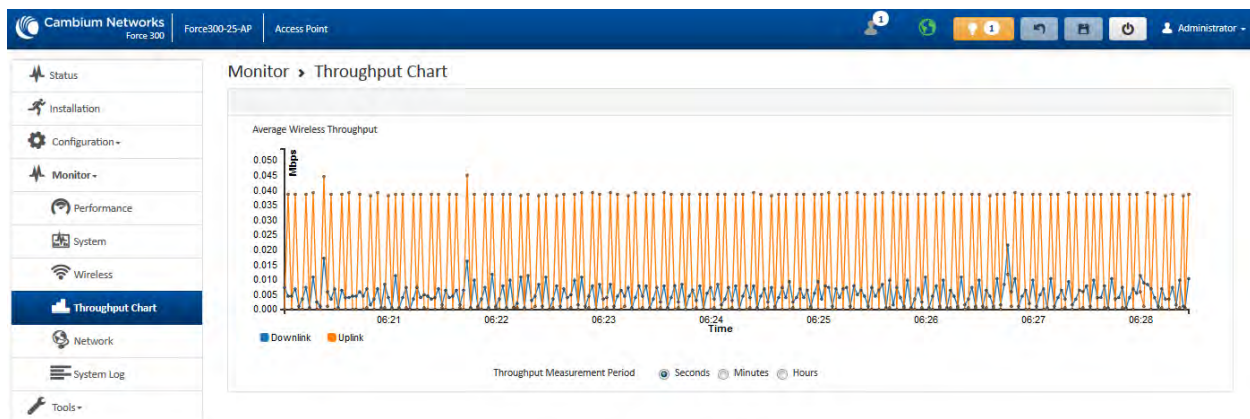 Cambium Networks
Force 300
Force300-25-AP
Access Point
1
1
Administrator
Status
Installation
Configuration
Monitor
Performance
System
Wireless
Throughput Chart
Network
System Log
Tools
Monitor > Throughput Chart
Average Wireless Throughput
Mbps
0.050
0.045
0.040
0.035
0.030
0.025
0.020
0.015
0.010
0.005
0.000
06:21 06:22 06:23 06:24 06:25 06:26 06:27 06:28
Time
Downlink Uplink
Throughput Measurement Period Seconds Minutes Hours